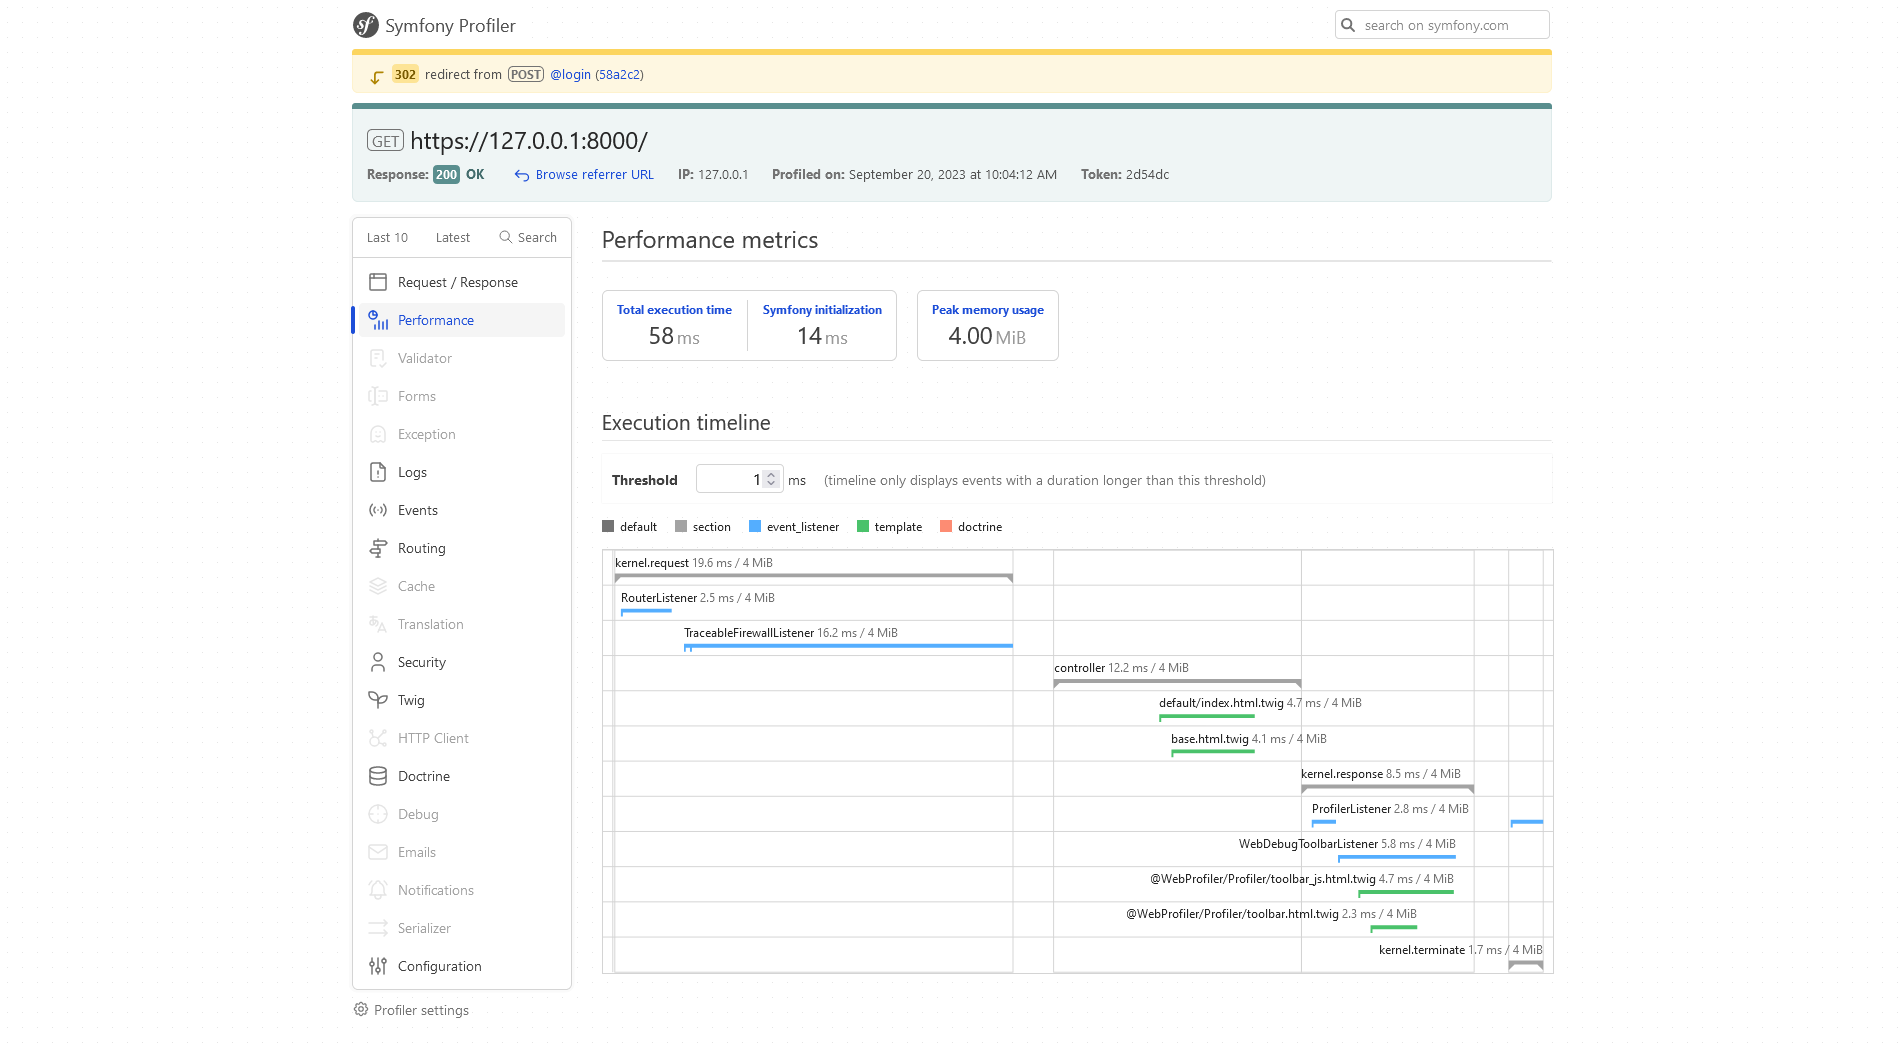 Symfony Profiler
search on symfony.com
302 redirect from POST @login (58a2c2)
GET https://127.0.0.1:8000/
Response: 200 OK Browse referrer URL IP: 127.0.0.1 Profiled on: September 20, 2023 at 10:04:12 AM Token: 2d54dc
Last 10 Latest Search
Request / Response
Performance
Validator
Forms
Exception
Logs
Events
Routing
Cache
Translation
Security
Twig
HTTP Client
Doctrine
Debug
Emails
Notifications
Serializer
Configuration
Profiler settings
Performance metrics
Total execution time Symfony initialization Peak memory usage
58 ms 14 ms 4.00 MiB
Execution timeline
Threshold 1 ms (timeline only displays events with a duration longer than this threshold)
default section event_listener template doctrine
kernel.request 19.6 ms / 4 MiB
RouterListener 2.5 ms / 4 MiB
TraceableFirewallListener 16.2 ms / 4 MiB
controller 12.2 ms / 4 MiB
default/index.html.twig 4.7 ms / 4 MiB
base.html.twig 4.1 ms / 4 MiB
kernel.response 8.5 ms / 4 MiB
ProfilerListener 2.8 ms / 4 MiB
WebDebugToolbarListener 5.8 ms / 4 MiB
@WebProfiler/Profiler/toolbar_js.html.twig 4.7 ms / 4 MiB
@WebProfiler/Profiler/toolbar.html.twig 2.3 ms / 4 MiB
kernel.terminate 1.7 ms / 4 MiB